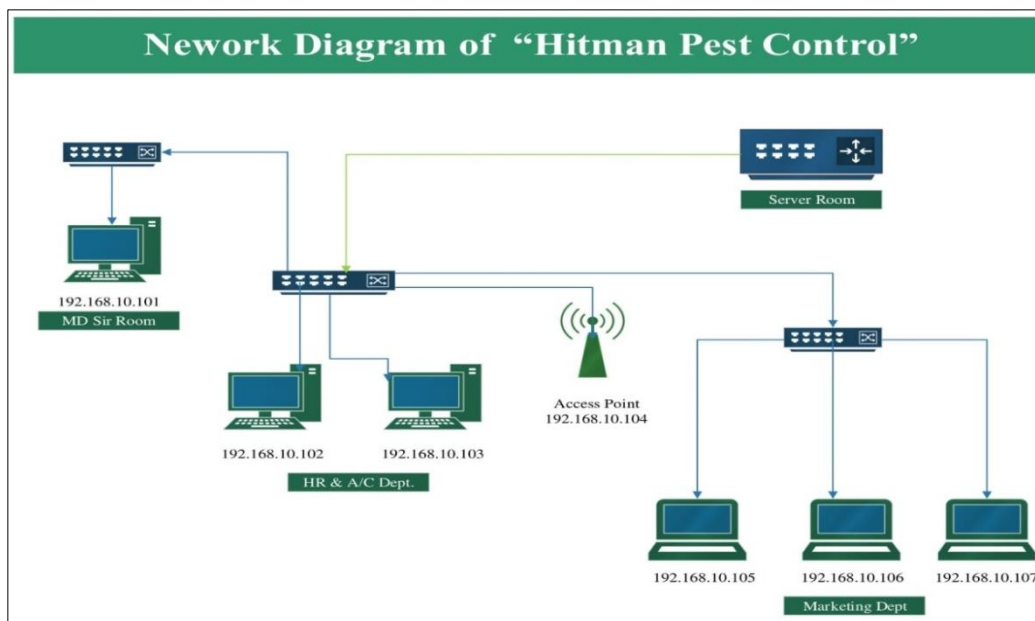 Nework Diagram of “Hitman Pest Control”
Server Room
192.168.10.101
MD Sir Room
Access Point
192.168.10.104
192.168.10.102
192.168.10.103
HR & A/C Dept.
192.168.10.105
192.168.10.106
192.168.10.107
Marketing Dept